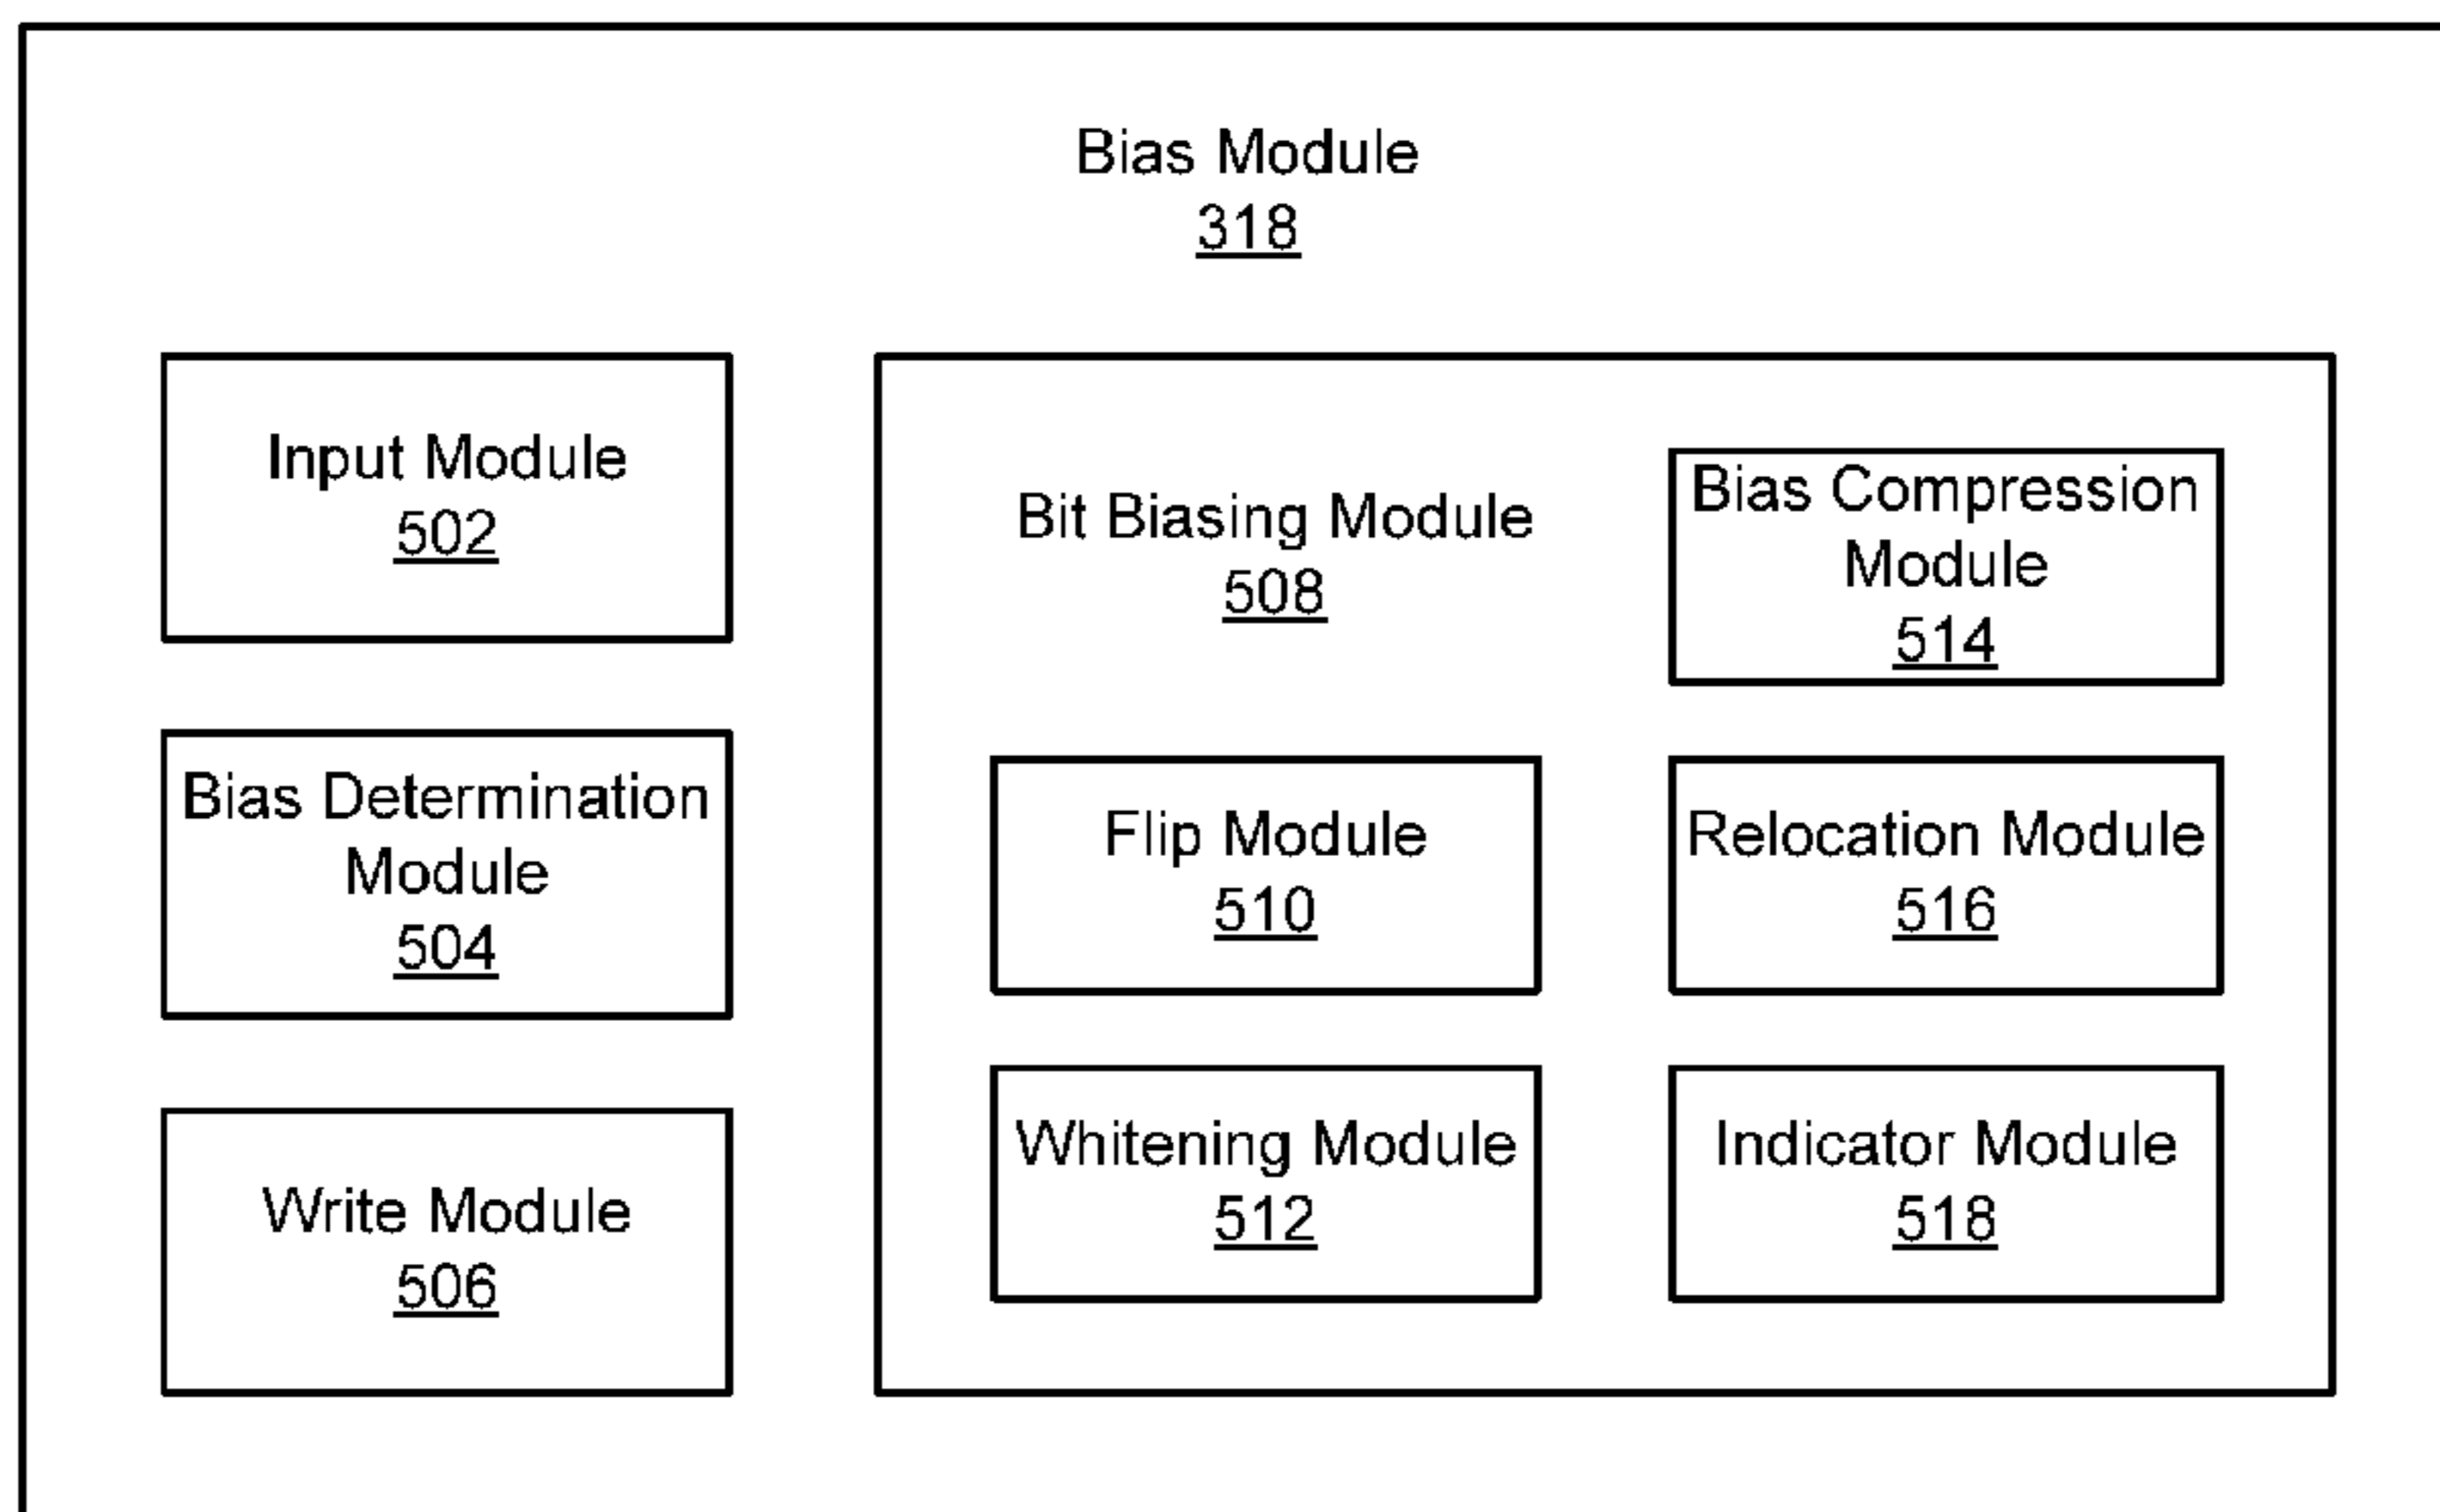 Bias Module
318
Input Module
502
Bias Determination
Module
504
Write Module
506
Bit Biasing Module
508
Bias Compression
Module
514
Flip Module
510
Relocation Module
516
Whitening Module
512
Indicator Module
518